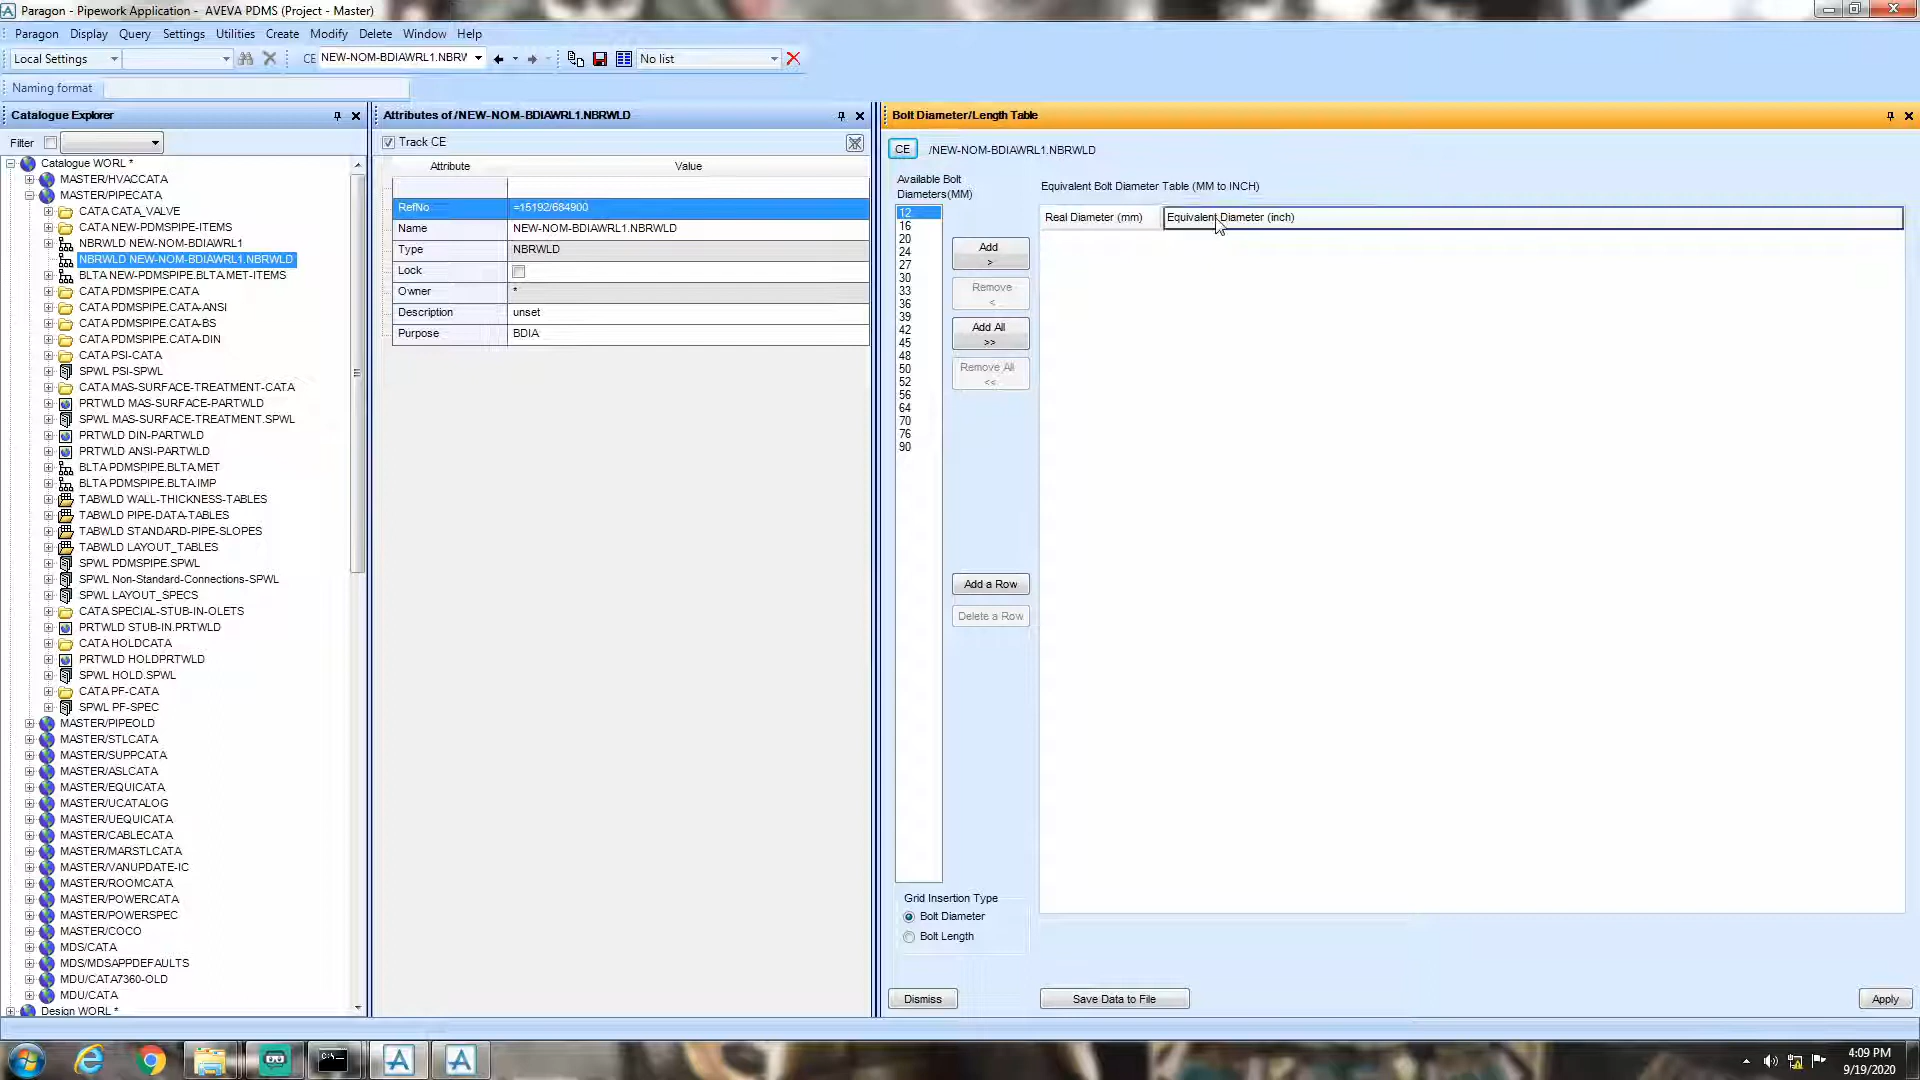 Paragon - Pipework Application - AVEVA PDMS (Project - Master)
Paragon Display Query Settings Utilities Create Modify Delete Window Help
Local Settings CE NEW-NOM-BDIAWRL1.NBRW No list
Naming format
Catalogue Explorer
Filter
Catalogue WORL *
MASTER/HVACCATA
MASTER/PIPECATA
CATA CATA_VALVE
CATA NEW-PDMSPIPE-ITEMS
NBRWLD NEW-NOM-BDIAWRL1
NBRWLD NEW-NOM-BDIAWRL1.NBRWLD
BLTA NEW-PDMSPIPE.BLTA.MET-ITEMS
CATA PDMSPIPE.CATA
CATA PDMSPIPE.CATA-ANSI
CATA PDMSPIPE.CATA-BS
CATA PDMSPIPE.CATA-DIN
CATA PSI-CATA
SPWL PSI-SPWL
CATA MAS-SURFACE-TREATMENT-CATA
PRTWLD MAS-SURFACE-PARTWLD
SPWL MAS-SURFACE-TREATMENT.SPWL
PRTWLD DIN-PARTWLD
PRTWLD ANSI-PARTWLD
BLTA PDMSPIPE.BLTA.MET
BLTA PDMSPIPE.BLTA.IMP
TABWLD WALL-THICKNESS-TABLES
TABWLD PIPE-DATA-TABLES
TABWLD STANDARD-PIPE-SLOPES
TABWLD LAYOUT_TABLES
SPWL PDMSPIPE.SPWL
SPWL Non-Standard-Connections-SPWL
SPWL LAYOUT_SPECS
CATA SPECIAL-STUB-IN-OLETS
PRTWLD STUB-IN.PRTWLD
CATA HOLDCATA
PRTWLD HOLDPRTWLD
SPWL HOLD.SPWL
CATA PF-CATA
SPWL PF-SPEC
MASTER/PIPEOLD
MASTER/STLCATA
MASTER/SUPPCATA
MASTER/ASLCATA
MASTER/EQUICATA
MASTER/UCATALOG
MASTER/UEQUICATA
MASTER/CABLECATA
MASTER/MARSTLCATA
MASTER/VANUPDATE-IC
MASTER/ROOMCATA
MASTER/POWERCATA
MASTER/POWERSPEC
MASTER/COCO
MDS/CATA
MDS/MDSAPPDEFAULTS
MDU/CATA7360-OLD
MDU/CATA
Design WORL *
Attributes of /NEW-NOM-BDIAWRL1.NBRWLD
Track CE
Attribute Value
RefNo =15192/684900
Name NEW-NOM-BDIAWRL1.NBRWLD
Type NBRWLD
Lock
Owner *
Description unset
Purpose BDIA
Bolt Diameter/Length Table
CE /NEW-NOM-BDIAWRL1.NBRWLD
Available Bolt
Diameters(MM)
12
16
20
24
27
30
33
36
39
42
45
48
50
52
56
64
70
76
90
Add
>
Remove
<
Add All
>>
Remove All
<<
Add a Row
Delete a Row
Equivalent Bolt Diameter Table (MM to INCH)
Real Diameter (mm) Equivalent Diameter (inch)
Grid Insertion Type
Bolt Diameter
Bolt Length
Dismiss Save Data to File Apply
4:09 PM
9/19/2020